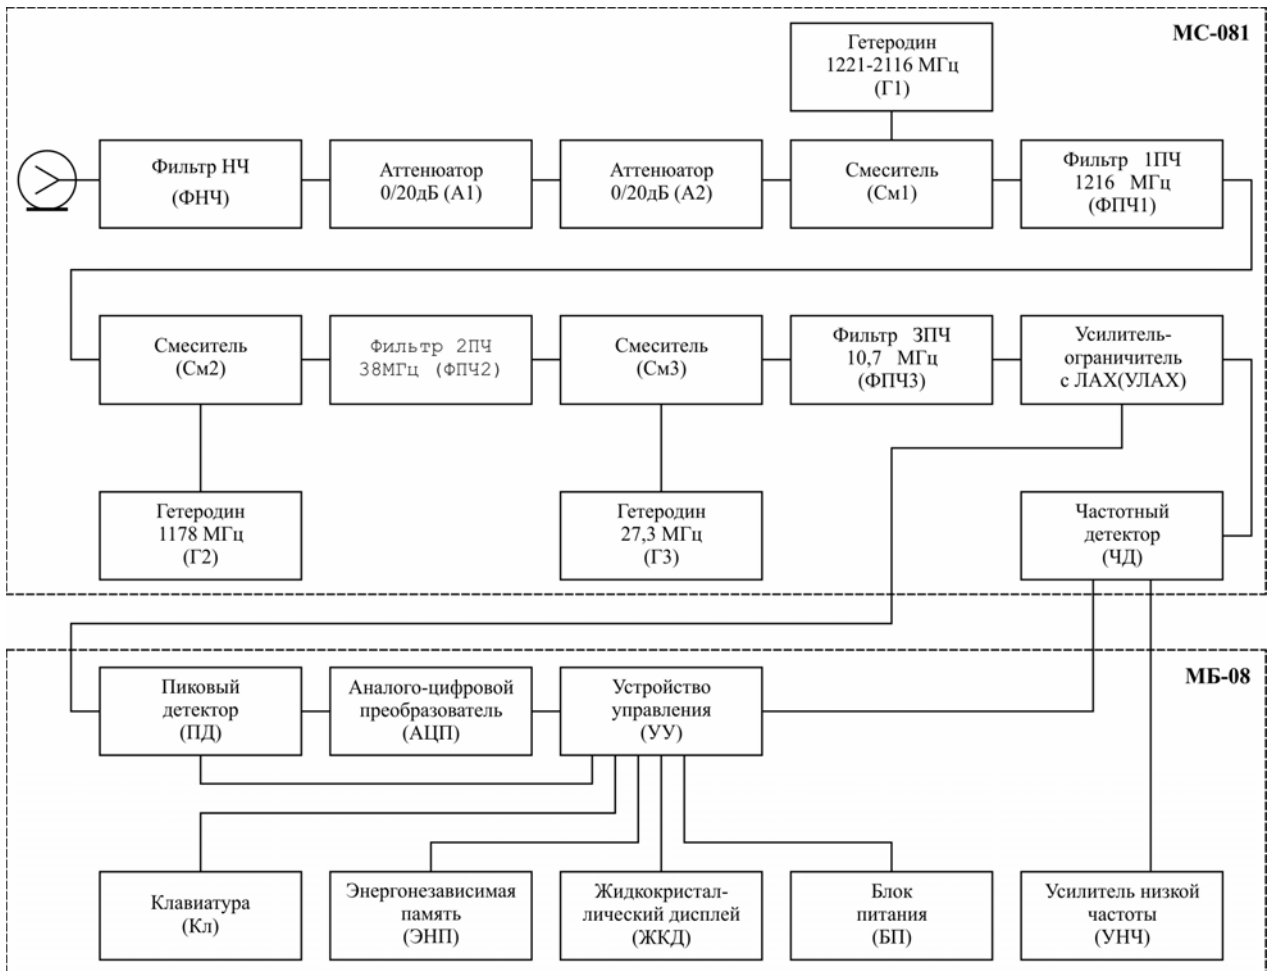 МС-081
Гетеродин
1221-2116 МГц
(Г1)
Фильтр НЧ
(ФНЧ)
Аттенюатор
0/20дБ (А1)
Аттенюатор
0/20дБ (А2)
Смеситель
(См1)
Фильтр 1ПЧ
1216 МГц
(ФПЧ1)
Смеситель
(См2)
Фильтр 2ПЧ
38МГц (ФПЧ2)
Смеситель
(См3)
Фильтр 3ПЧ
10,7 МГц
(ФПЧ3)
Усилитель-
ограничитель
с ЛАХ(УЛАХ)
Гетеродин
1178 МГц
(Г2)
Гетеродин
27,3 МГц
(Г3)
Частотный
детектор
(ЧД)
МБ-08
Пиковый
детектор
(ПД)
Аналого-цифровой
преобразователь
(АЦП)
Устройство
управления
(УУ)
Клавиатура
(Кл)
Энергонезависимая
память
(ЭНП)
Жидкокристал-
лический дисплей
(ЖКД)
Блок
питания
(БП)
Усилитель низкой
частоты
(УНЧ)